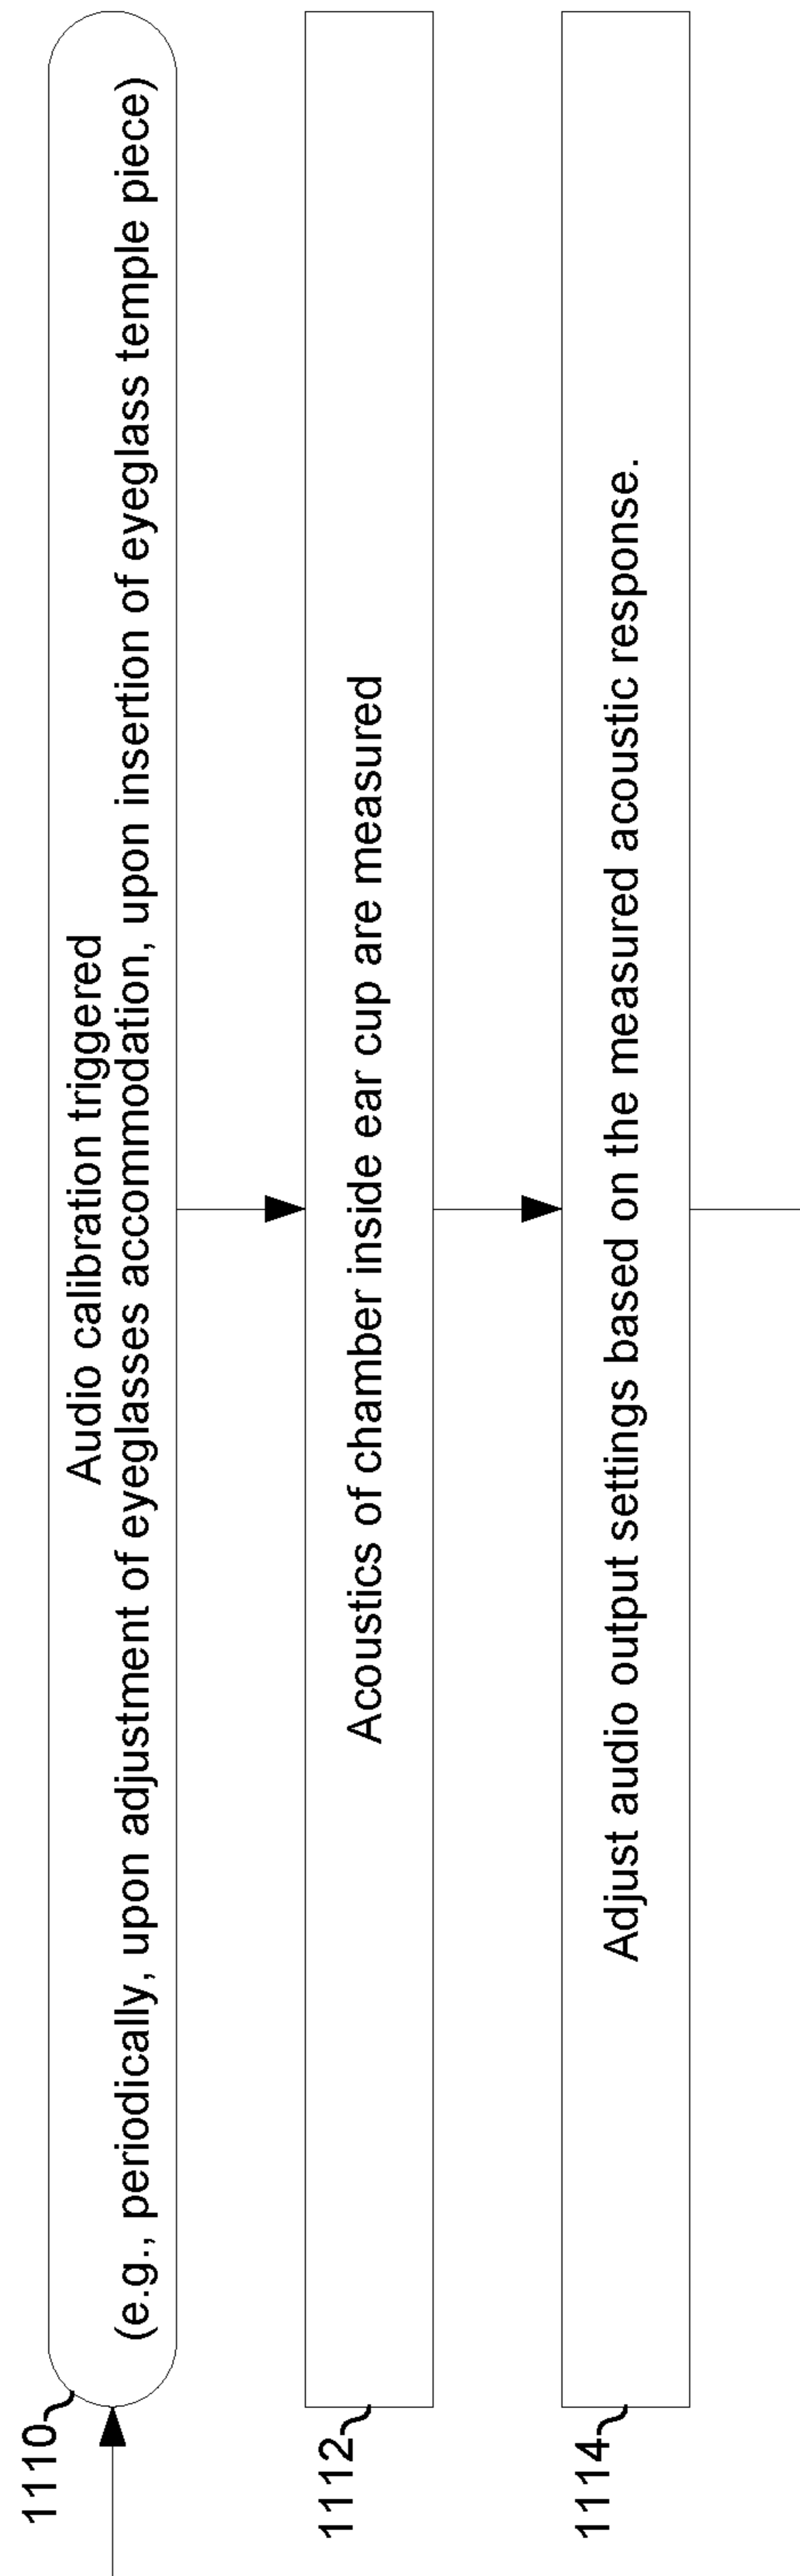 1110
Audio calibration triggered
(e.g., periodically, upon adjustment of eyeglasses accommodation, upon insertion of eyeglass temple piece)
1112
Acoustics of chamber inside ear cup are measured
1114
Adjust audio output settings based on the measured acoustic response.